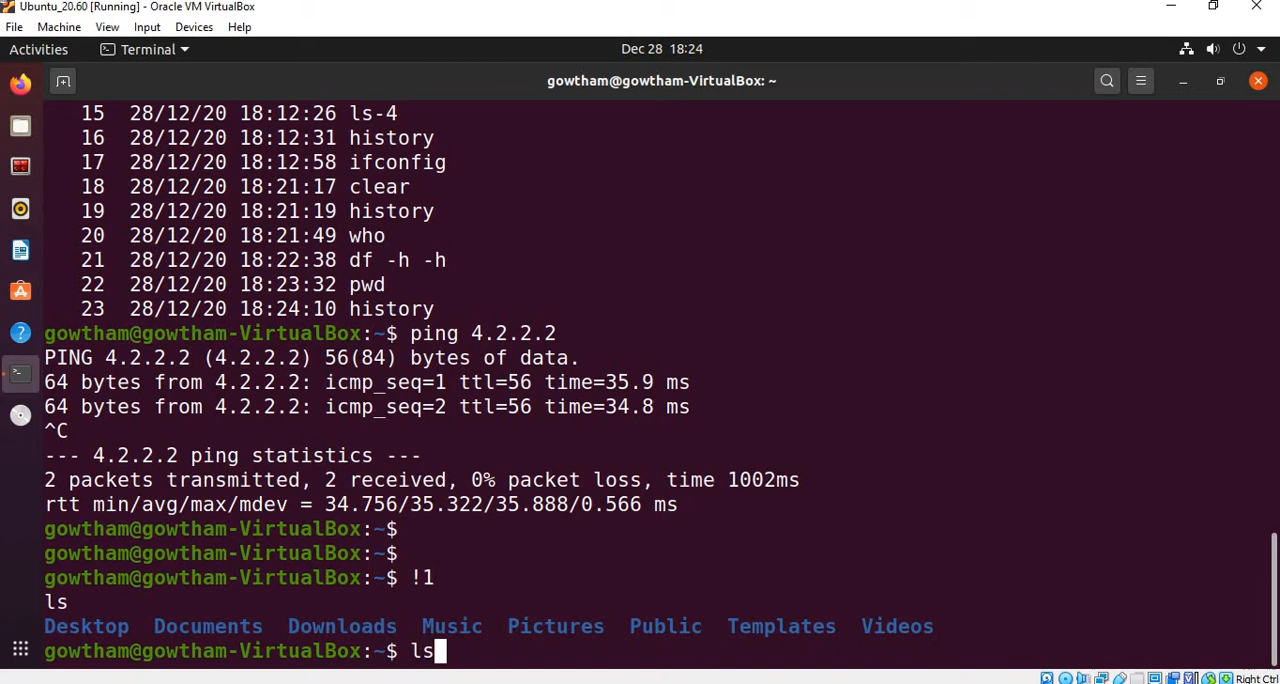 Ubuntu_20.60 [Running] - Oracle VM VirtualBox
File Machine View Input Devices Help
Activities Terminal Dec 28 18:24
gowtham@gowtham-VirtualBox: ~
15 28/12/20 18:12:26 ls-4
16 28/12/20 18:12:31 history
17 28/12/20 18:12:58 ifconfig
18 28/12/20 18:21:17 clear
19 28/12/20 18:21:19 history
20 28/12/20 18:21:49 who
21 28/12/20 18:22:38 df -h -h
22 28/12/20 18:23:32 pwd
23 28/12/20 18:24:10 history
gowtham@gowtham-VirtualBox:~$ ping 4.2.2.2
PING 4.2.2.2 (4.2.2.2) 56(84) bytes of data.
64 bytes from 4.2.2.2: icmp_seq=1 ttl=56 time=35.9 ms
64 bytes from 4.2.2.2: icmp_seq=2 ttl=56 time=34.8 ms
^C
--- 4.2.2.2 ping statistics ---
2 packets transmitted, 2 received, 0% packet loss, time 1002ms
rtt min/avg/max/mdev = 34.756/35.322/35.888/0.566 ms
gowtham@gowtham-VirtualBox:~$
gowtham@gowtham-VirtualBox:~$
gowtham@gowtham-VirtualBox:~$ !1
ls
Desktop Documents Downloads Music Pictures Public Templates Videos
gowtham@gowtham-VirtualBox:~$ ls
Right Ctrl